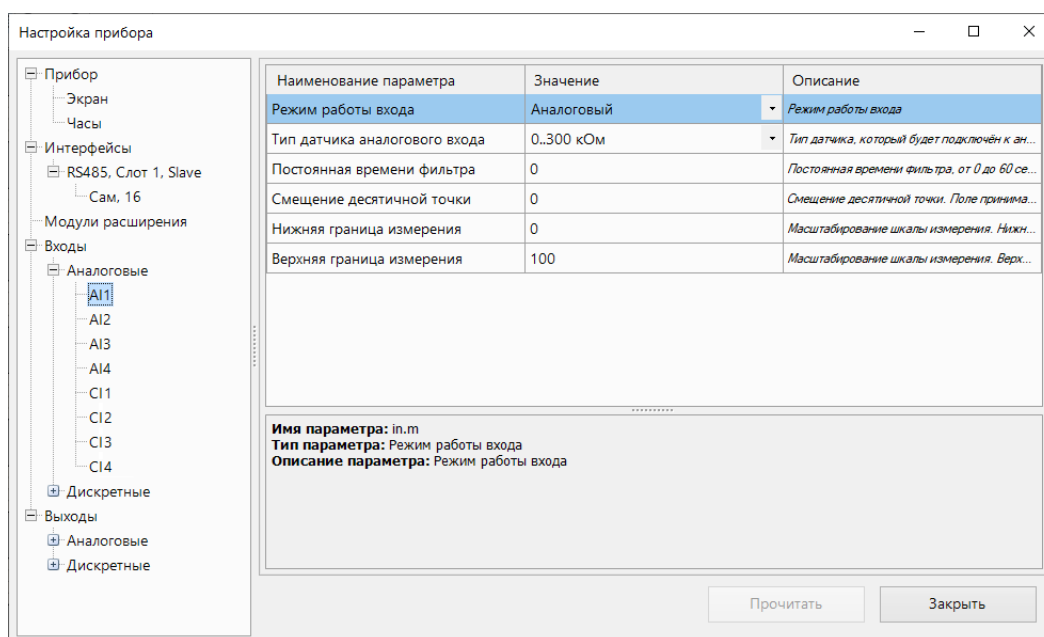 Настройка прибора
Прибор
Экран
Часы
Интерфейсы
RS485, Слот 1, Slave
Сам, 16
Модули расширения
Входы
Аналоговые
AI1
AI2
AI3
AI4
CI1
CI2
CI3
CI4
Дискретные
Выходы
Аналоговые
Дискретные
Наименование параметра Значение Описание
Режим работы входа Аналоговый Режим работы входа
Тип датчика аналогового входа 0..300 кОм Тип датчика, который будет подключён к ан...
Постоянная времени фильтра 0 Постоянная времени фильтра, от 0 до 60 се...
Смещение десятичной точки 0 Смещение десятичной точки. Поле принима...
Нижняя граница измерения 0 Масштабирование шкалы измерения. Нижн...
Верхняя граница измерения 100 Масштабирование шкалы измерения. Верх...
Имя параметра: in.m
Тип параметра: Режим работы входа
Описание параметра: Режим работы входа
Прочитать Закрыть